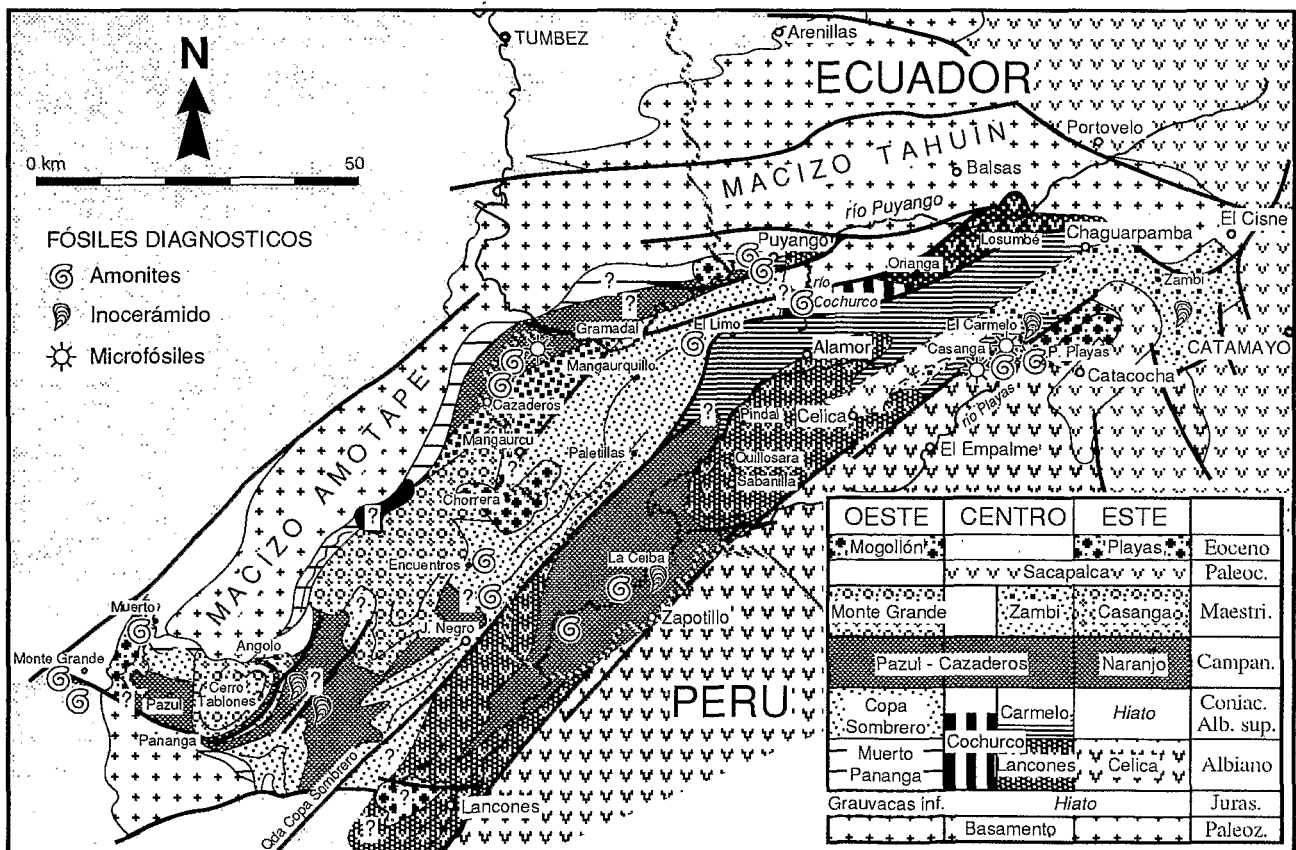 TUMBEZ
Arenillas
ECUADOR
N
0 km
50
Portovelo
MACIZO TAHUÍN
Balsas
FÓSILES DIAGNOSTICOS
Amonites
Inocerámido
Microfósiles
río Puyango
El Cisne
Puyango
Losumbé
Chaguarpamba
Orianga
?
?
río
Cochurco
?
Zambi
Gramadal
El Limo
El Carmelo
Mangaurquillo
Alamor
Casanga
P. Playas
CATAMAYO
Catacocha
Cazaderos
?
Pindal
Celica
río Playas
Mangaurcu
?
Paletillas
Quillosara
El Empalme
Sabanilla
MACIZO AMOTAPE
Chorrera
?
Encuentros
La Ceiba
?
?
Muerto
J. Negro
Zapotillo
Monte Grande
Angolo
Cerro
Tablones
?
?
Pazul
PERU
Pananga
Qda Copa Sombrero
?
Lancones
?
OESTE CENTRO ESTE
Mogollón Playas Eoceno
Sacapalca Paleoc.
Monte Grande Zambi Casanga Maestri.
Pazul - Cazaderos Naranjo Campan.
Copa Sombrero Carmelo Hiato Coniac. Alb. sup.
Cochurco
Muerto Pananga Lancones Celica Albiano
Grauvacas inf. Hiato Juras.
Basamento Paleoz.